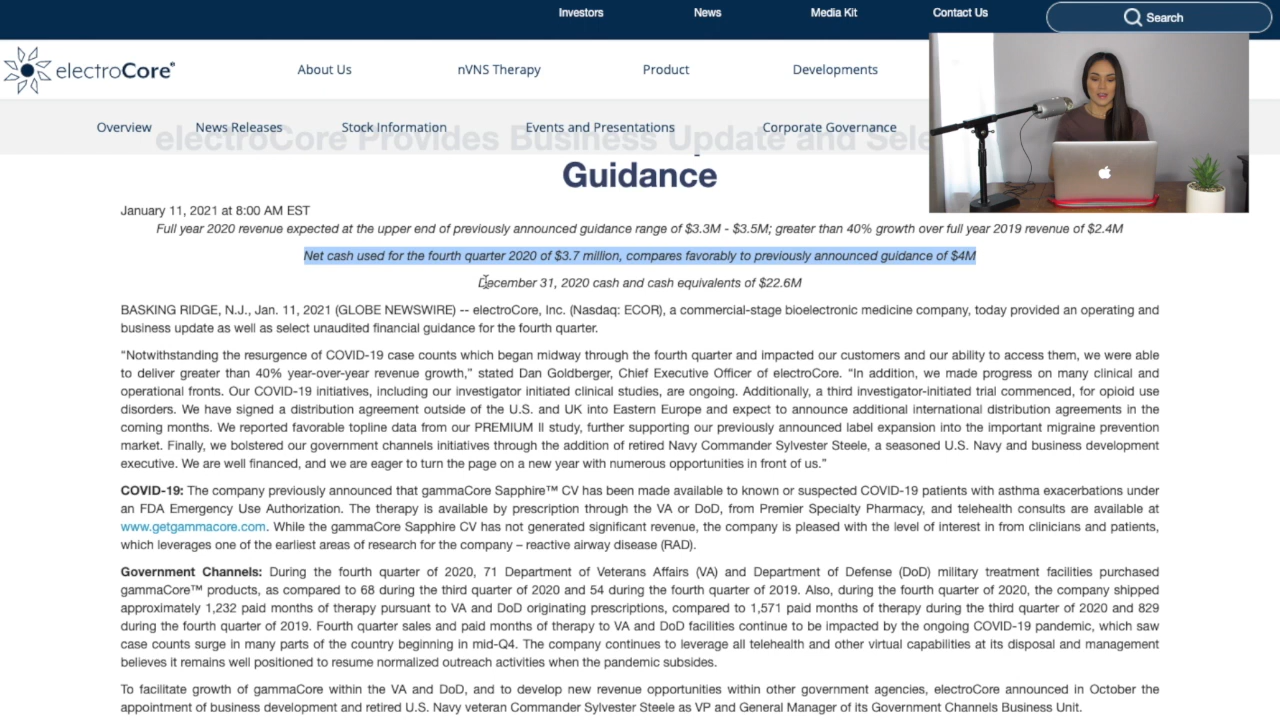 Investors News Media Kit Contact Us Search
electroCore
About Us nVNS Therapy Product Developments
Overview News Releases Stock Information Events and Presentations Corporate Governance
electroCore Provides Business Update and
Guidance
January 11, 2021 at 8:00 AM EST
Full year 2020 revenue expected at the upper end of previously announced guidance range of $3.3M - $3.5M; greater than 40% growth over full year 2019 revenue of $2.4M
Net cash used for the fourth quarter 2020 of $3.7 million, compares favorably to previously announced guidance of $4M
December 31, 2020 cash and cash equivalents of $22.6M
BASKING RIDGE, N.J., Jan. 11, 2021 (GLOBE NEWSWIRE) -- electroCore, Inc. (Nasdaq: ECOR), a commercial-stage bioelectronic medicine company, today provided an operating and
business update as well as select unaudited financial guidance for the fourth quarter.
“Notwithstanding the resurgence of COVID-19 case counts which began midway through the fourth quarter and impacted our customers and our ability to access them, we were able
to deliver greater than 40% year-over-year revenue growth,” stated Dan Goldberger, Chief Executive Officer of electroCore. “In addition, we made progress on many clinical and
operational fronts. Our COVID-19 initiatives, including our investigator initiated clinical studies, are ongoing. Additionally, a third investigator-initiated trial commenced, for opioid use
disorders. We have signed a distribution agreement outside of the U.S. and UK into Eastern Europe and expect to announce additional international distribution agreements in the
coming months. We reported favorable topline data from our PREMIUM II study, further supporting our previously announced label expansion into the important migraine prevention
market. Finally, we bolstered our government channels initiatives through the addition of retired Navy Commander Sylvester Steele, a seasoned U.S. Navy and business development
executive. We are well financed, and we are eager to turn the page on a new year with numerous opportunities in front of us.”
COVID-19: The company previously announced that gammaCore Sapphire™ CV has been made available to known or suspected COVID-19 patients with asthma exacerbations under
an FDA Emergency Use Authorization. The therapy is available by prescription through the VA or DoD, from Premier Specialty Pharmacy, and telehealth consults are available at
www.getgammacore.com. While the gammaCore Sapphire CV has not generated significant revenue, the company is pleased with the level of interest in from clinicians and patients,
which leverages one of the earliest areas of research for the company – reactive airway disease (RAD).
Government Channels: During the fourth quarter of 2020, 71 Department of Veterans Affairs (VA) and Department of Defense (DoD) military treatment facilities purchased
gammaCore™ products, as compared to 68 during the third quarter of 2020 and 54 during the fourth quarter of 2019. Also, during the fourth quarter of 2020, the company shipped
approximately 1,232 paid months of therapy pursuant to VA and DoD originating prescriptions, compared to 1,571 paid months of therapy during the third quarter of 2020 and 829
during the fourth quarter of 2019. Fourth quarter sales and paid months of therapy to VA and DoD facilities continue to be impacted by the ongoing COVID-19 pandemic, which saw
case counts surge in many parts of the country beginning in mid-Q4. The company continues to leverage all telehealth and other virtual capabilities at its disposal and management
believes it remains well positioned to resume normalized outreach activities when the pandemic subsides.
To facilitate growth of gammaCore within the VA and DoD, and to develop new revenue opportunities within other government agencies, electroCore announced in October the
appointment of business development and retired U.S. Navy veteran Commander Sylvester Steele as VP and General Manager of its Government Channels Business Unit.